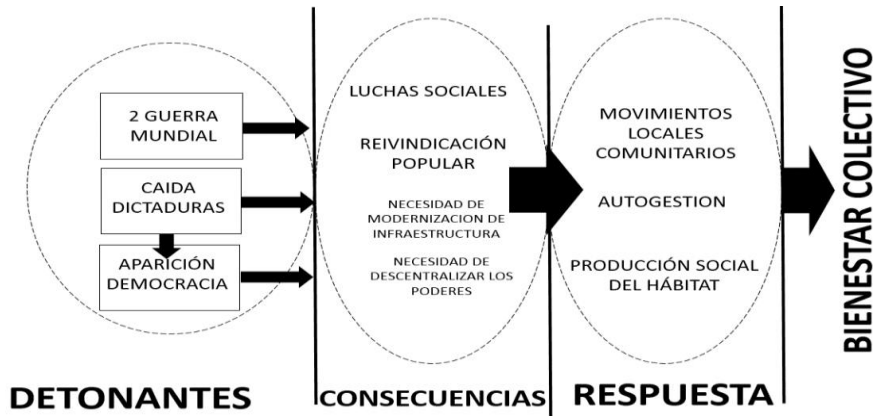 2 GUERRA
MUNDIAL
CAIDA
DICTADURAS
APARICIÓN
DEMOCRACIA
DETONANTES
LUCHAS SOCIALES
REIVINDICACIÓN
POPULAR
NECESIDAD DE
MODERNIZACION DE
INFRAESTRUCTURA
NECESIDAD DE
DESCENTRALIZAR LOS
PODERES
CONSECUENCIAS
MOVIMIENTOS
LOCALES
COMUNITARIOS
AUTOGESTION
PRODUCCIÓN SOCIAL
DEL HÁBITAT
RESPUESTA
BIENESTAR COLECTIVO